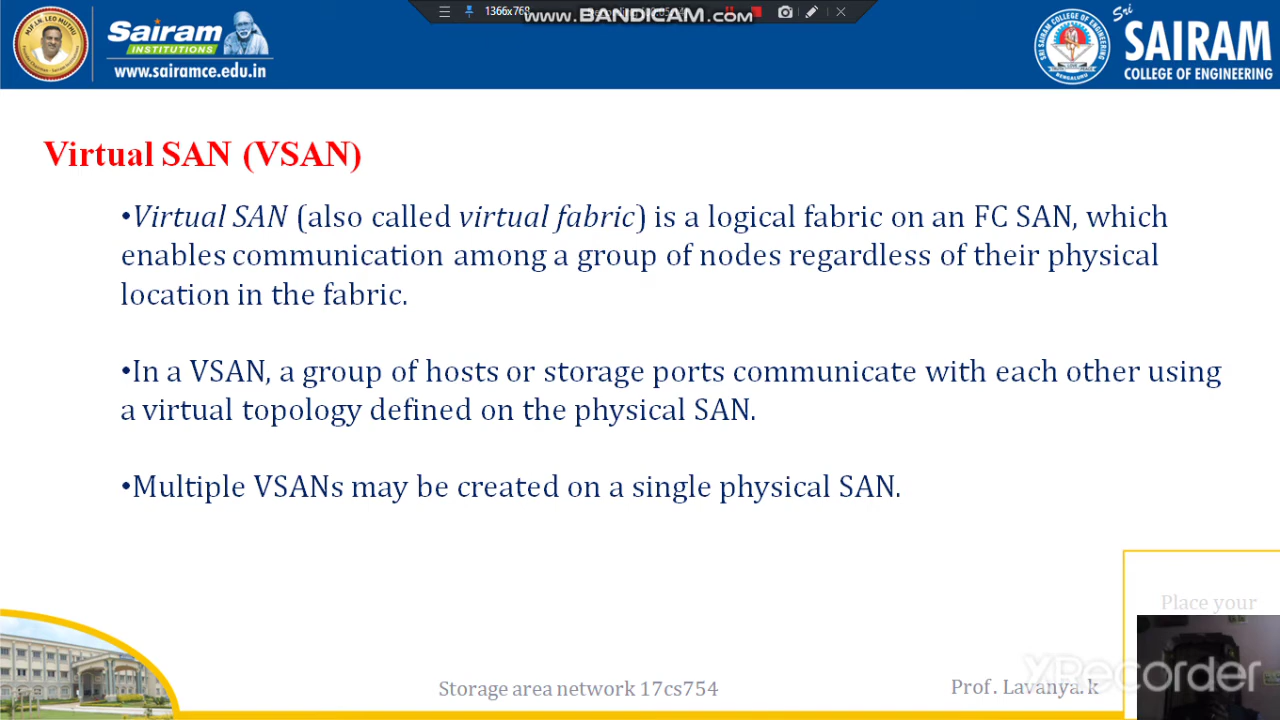 1366x768
www.BANDICAM.com
Sairam
INSTITUTIONS
www.sairamce.edu.in
Sri
SAIRAM
COLLEGE OF ENGINEERING
Virtual SAN (VSAN)
•Virtual SAN (also called virtual fabric) is a logical fabric on an FC SAN, which
enables communication among a group of nodes regardless of their physical
location in the fabric.
•In a VSAN, a group of hosts or storage ports communicate with each other using
a virtual topology defined on the physical SAN.
•Multiple VSANs may be created on a single physical SAN.
Place your
XRecorder
Storage area network 17cs754
Prof. Lavanya.k